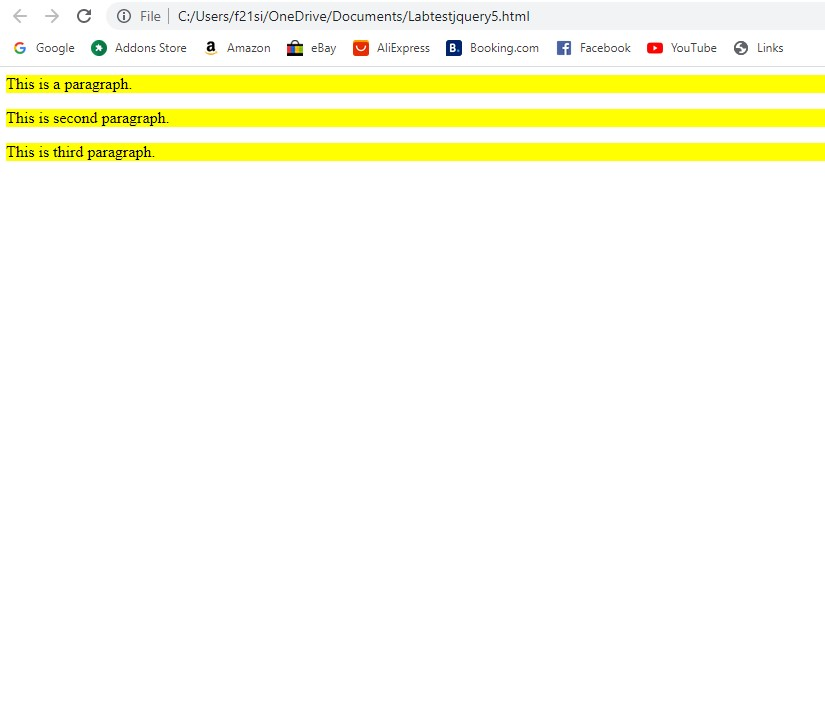 File | C:/Users/f21si/OneDrive/Documents/Labtestjquery5.html
G Google Addons Store a Amazon eBay AliExpress B. Booking.com f Facebook YouTube Links
This is a paragraph.
This is second paragraph.
This is third paragraph.